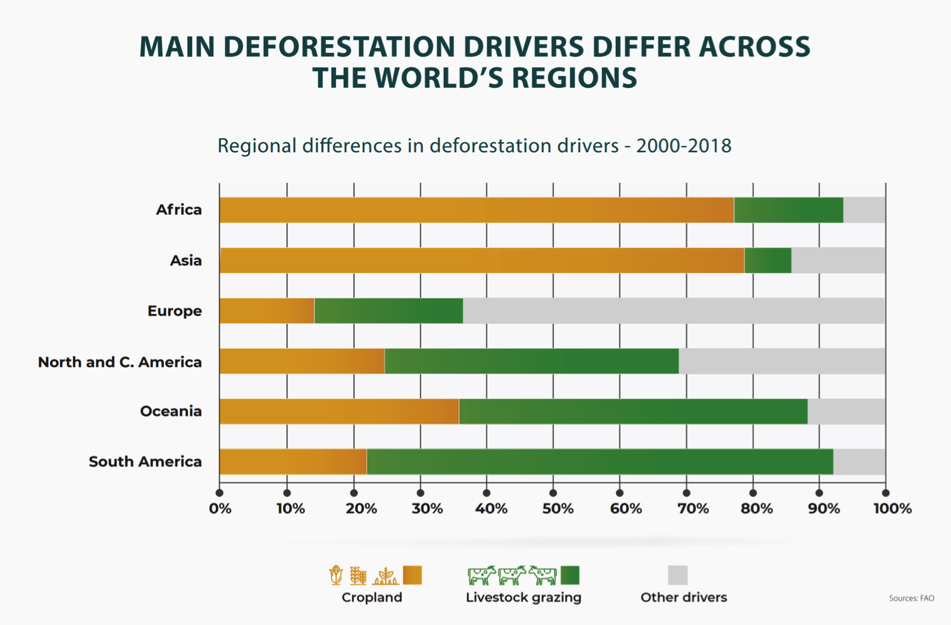 MAIN DEFORESTATION DRIVERS DIFFER ACROSS
THE WORLD’S REGIONS
Regional differences in deforestation drivers - 2000-2018
Africa
Asia
Europe
North and C. America
Oceania
South America
0% 10% 20% 30% 40% 50% 60% 70% 80% 90% 100%
Cropland Livestock grazing Other drivers
Sources: FAO